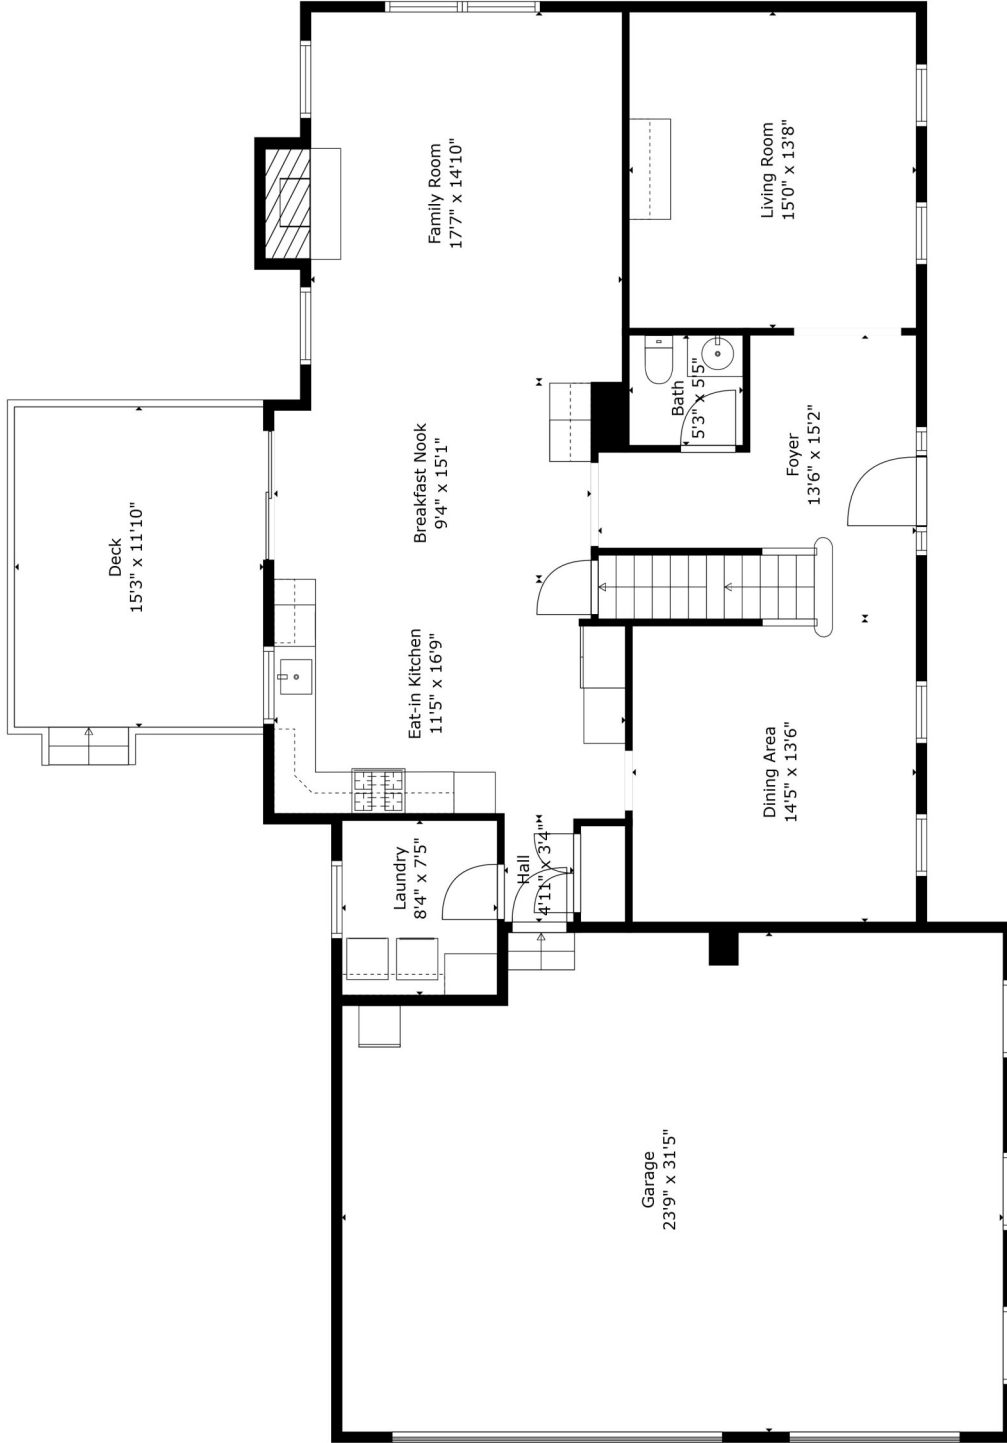 Family Room
17'7" x 14'10"
Living Room
15'0" x 13'8"
Bath
5'3" x 5'5"
Foyer
13'6" x 15'2"
Breakfast Nook
9'4" x 15'1"
Deck
15'3" x 11'10"
Eat-in Kitchen
11'5" x 16'9"
Dining Area
14'5" x 13'6"
Laundry
8'4" x 7'5"
Hall
4'11" x 3'4"
Garage
23'9" x 31'5"